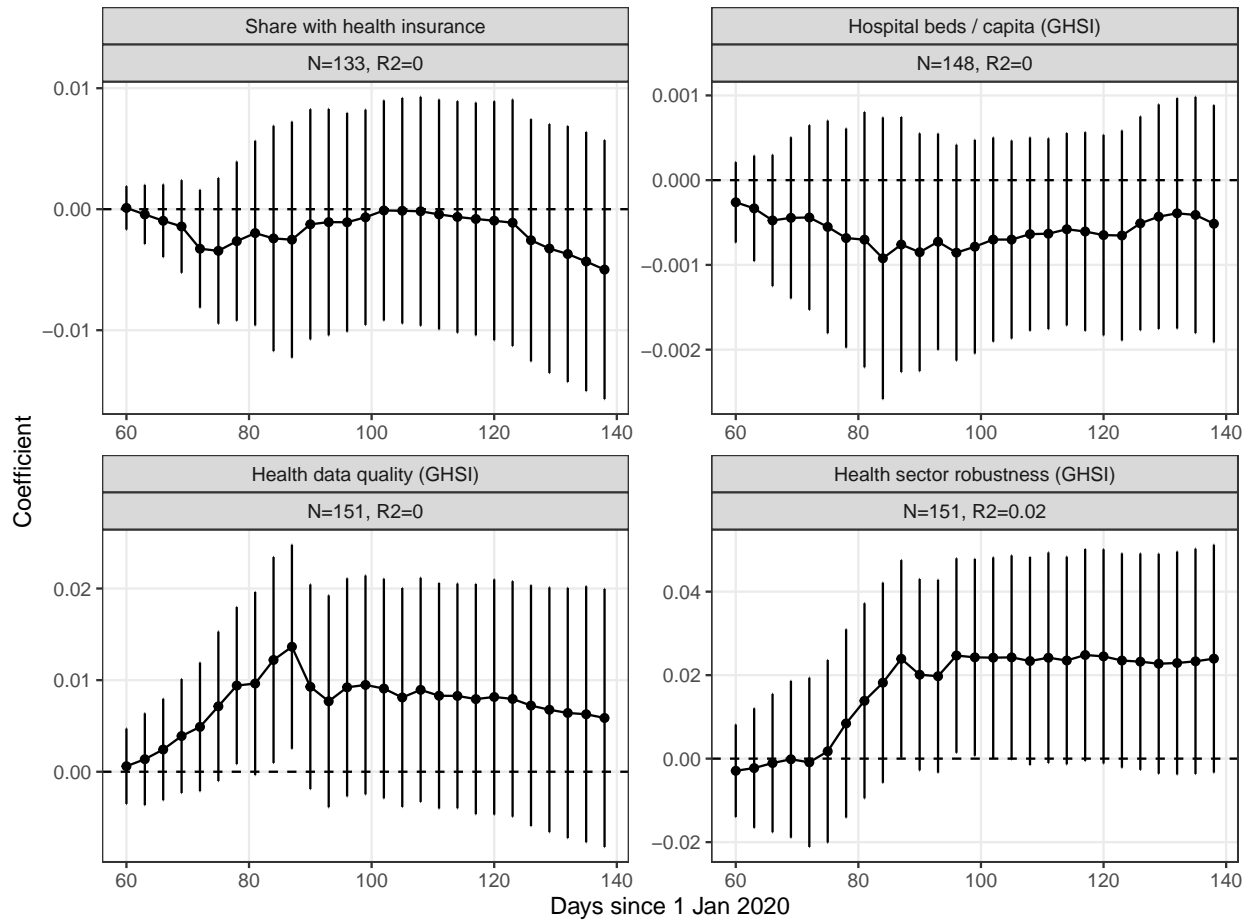 Share with health insurance
N=133, R2=0
0.01
0.00
−0.01
60 80 100 120 140
Hospital beds / capita (GHSI)
N=148, R2=0
0.001
0.000
−0.001
−0.002
60 80 100 120 140
Health data quality (GHSI)
N=151, R2=0
0.02
0.01
0.00
60 80 100 120 140
Health sector robustness (GHSI)
N=151, R2=0.02
0.04
0.02
0.00
−0.02
60 80 100 120 140
Coefficient
Days since 1 Jan 2020